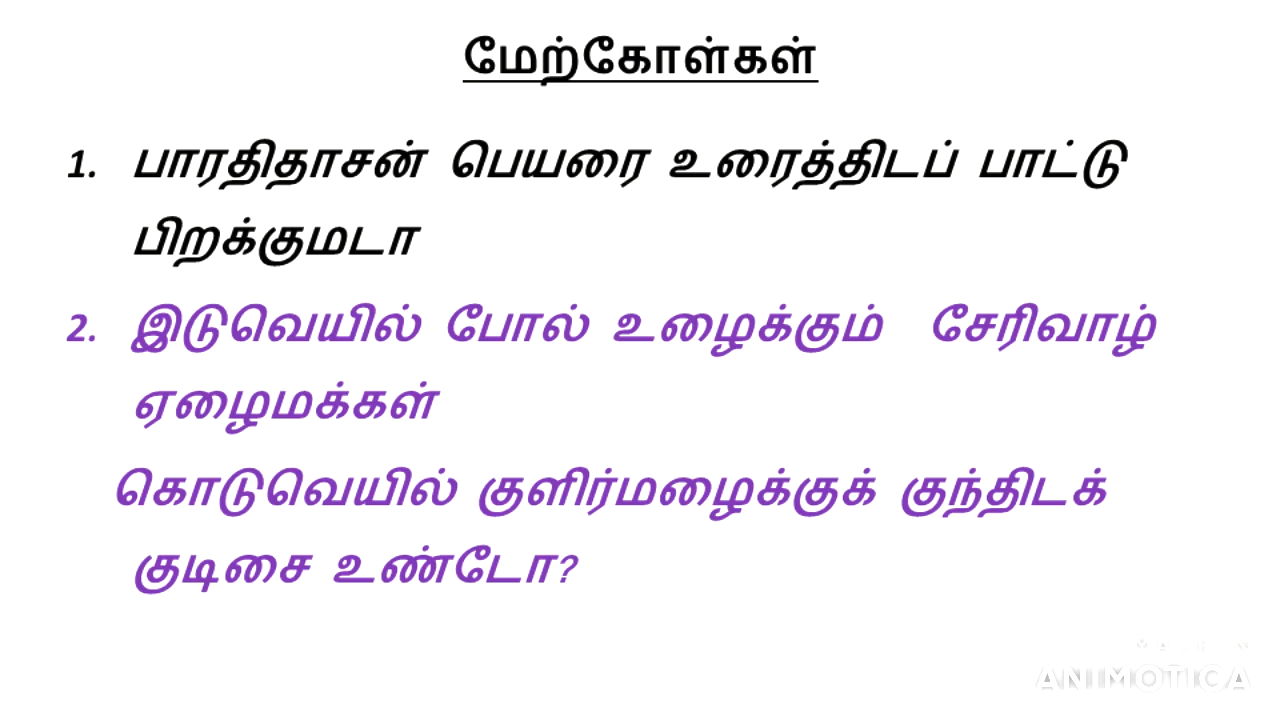 மேற்கோள்கள்
1. பாரதிதாசன் பெயரை உரைத்திடப் பாட்டு
பிறக்குமடா
2. இடுவெயில் போல் உழைக்கும் சேரிவாழ்
ஏழைமக்கள்
கொடுவெயில் குளிர்மழைக்குக் குந்திடக்
குடிசை உண்டோ?
ANIMOTICA